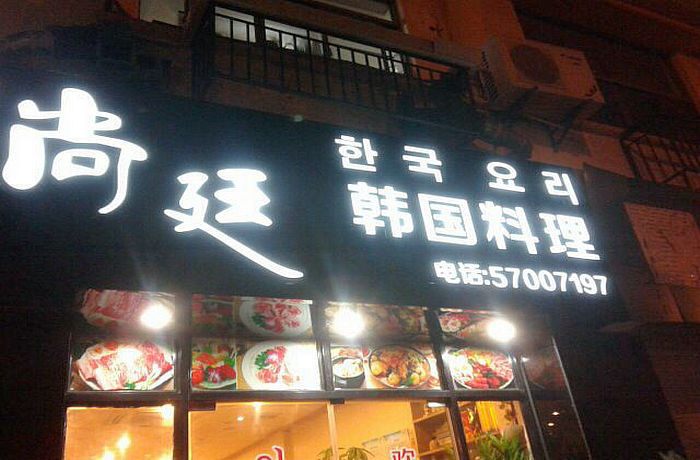 尚廷
한국 요리
韩国料理
电话:57007197